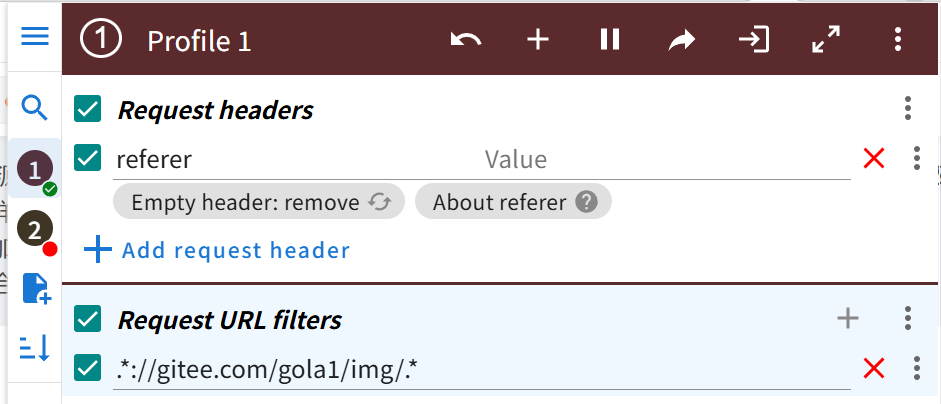 1 Profile 1
Request headers
1
referer Value
Empty header: remove About referer ?
2
Add request header
Request URL filters
.*://gitee.com/gola1/img/.*